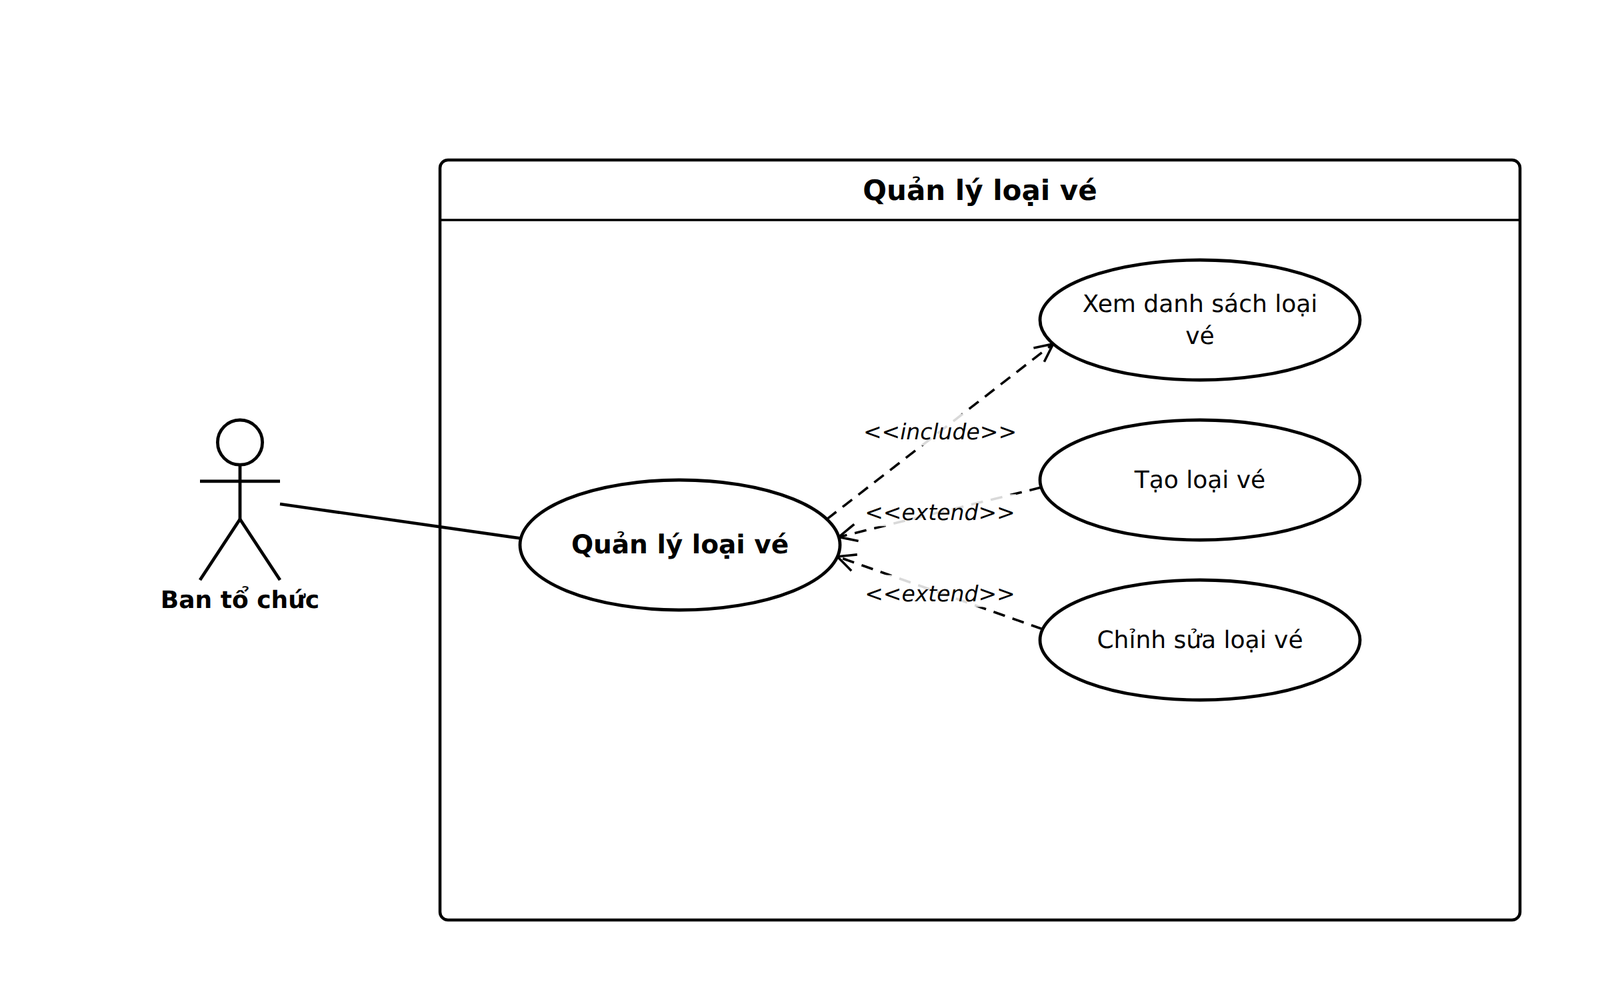 Quản lý loại vé
Xem danh sách loại
vé
<<include>>
Tạo loại vé
<<extend>>
Quản lý loại vé
<<extend>>
Ban tổ chức
Chỉnh sửa loại vé